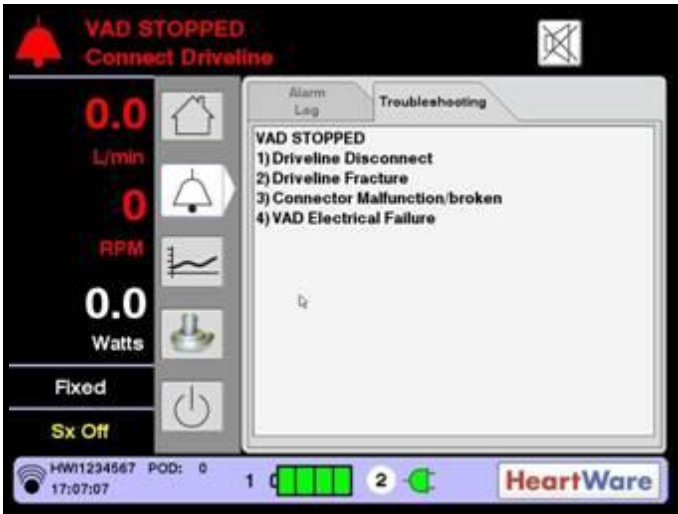 VAD STOPPED
Connect Driveline
0.0
L/min
0
RPM
0.0
Watts
Fixed
Sx Off
Alarm
Log
Troubleshooting
VAD STOPPED
1) Driveline Disconnect
2) Driveline Fracture
3) Connector Malfunction/broken
4) VAD Electrical Failure
HWI1234567 POD: 0
17:07:07
1
2
HeartWare